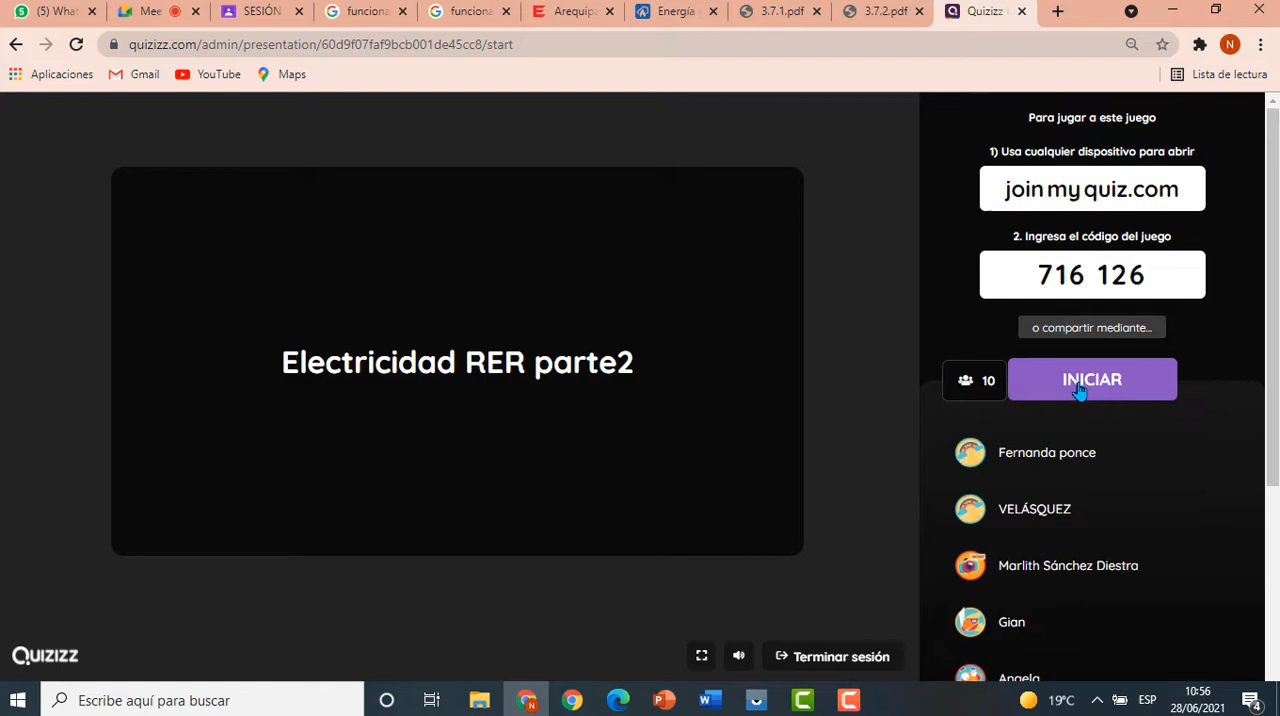 (5) What
Mee
SESIÓN
funciona
funciona
Arequipa
Energía
3.7.1.pdf
3.7.2.pdf
Quizizz
quizizz.com/admin/presentation/60d9f07faf9bcb001de45cc8/start
N
Aplicaciones
Gmail
YouTube
Maps
Lista de lectura
Para jugar a este juego
1) Usa cualquier dispositivo para abrir
joinmyquiz.com
2. Ingresa el código del juego
716 126
o compartir mediante...
Electricidad RER parte2
10
INICIAR
Fernanda ponce
VELÁSQUEZ
Marlith Sánchez Diestra
Gian
Angela
Quizizz
Terminar sesión
Escribe aquí para buscar
19°C
ESP
10:56
28/06/2021
4